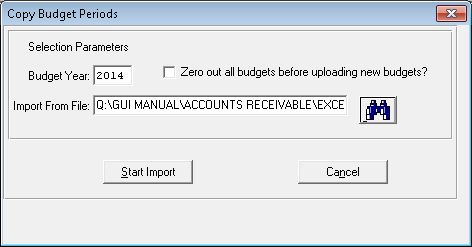 Copy Budget Periods
Selection Parameters
Budget Year: 2014 Zero out all budgets before uploading new budgets?
Import From File: Q:\GUI MANUAL\ACCOUNTS RECEIVABLE\EXCE
Start Import Cancel